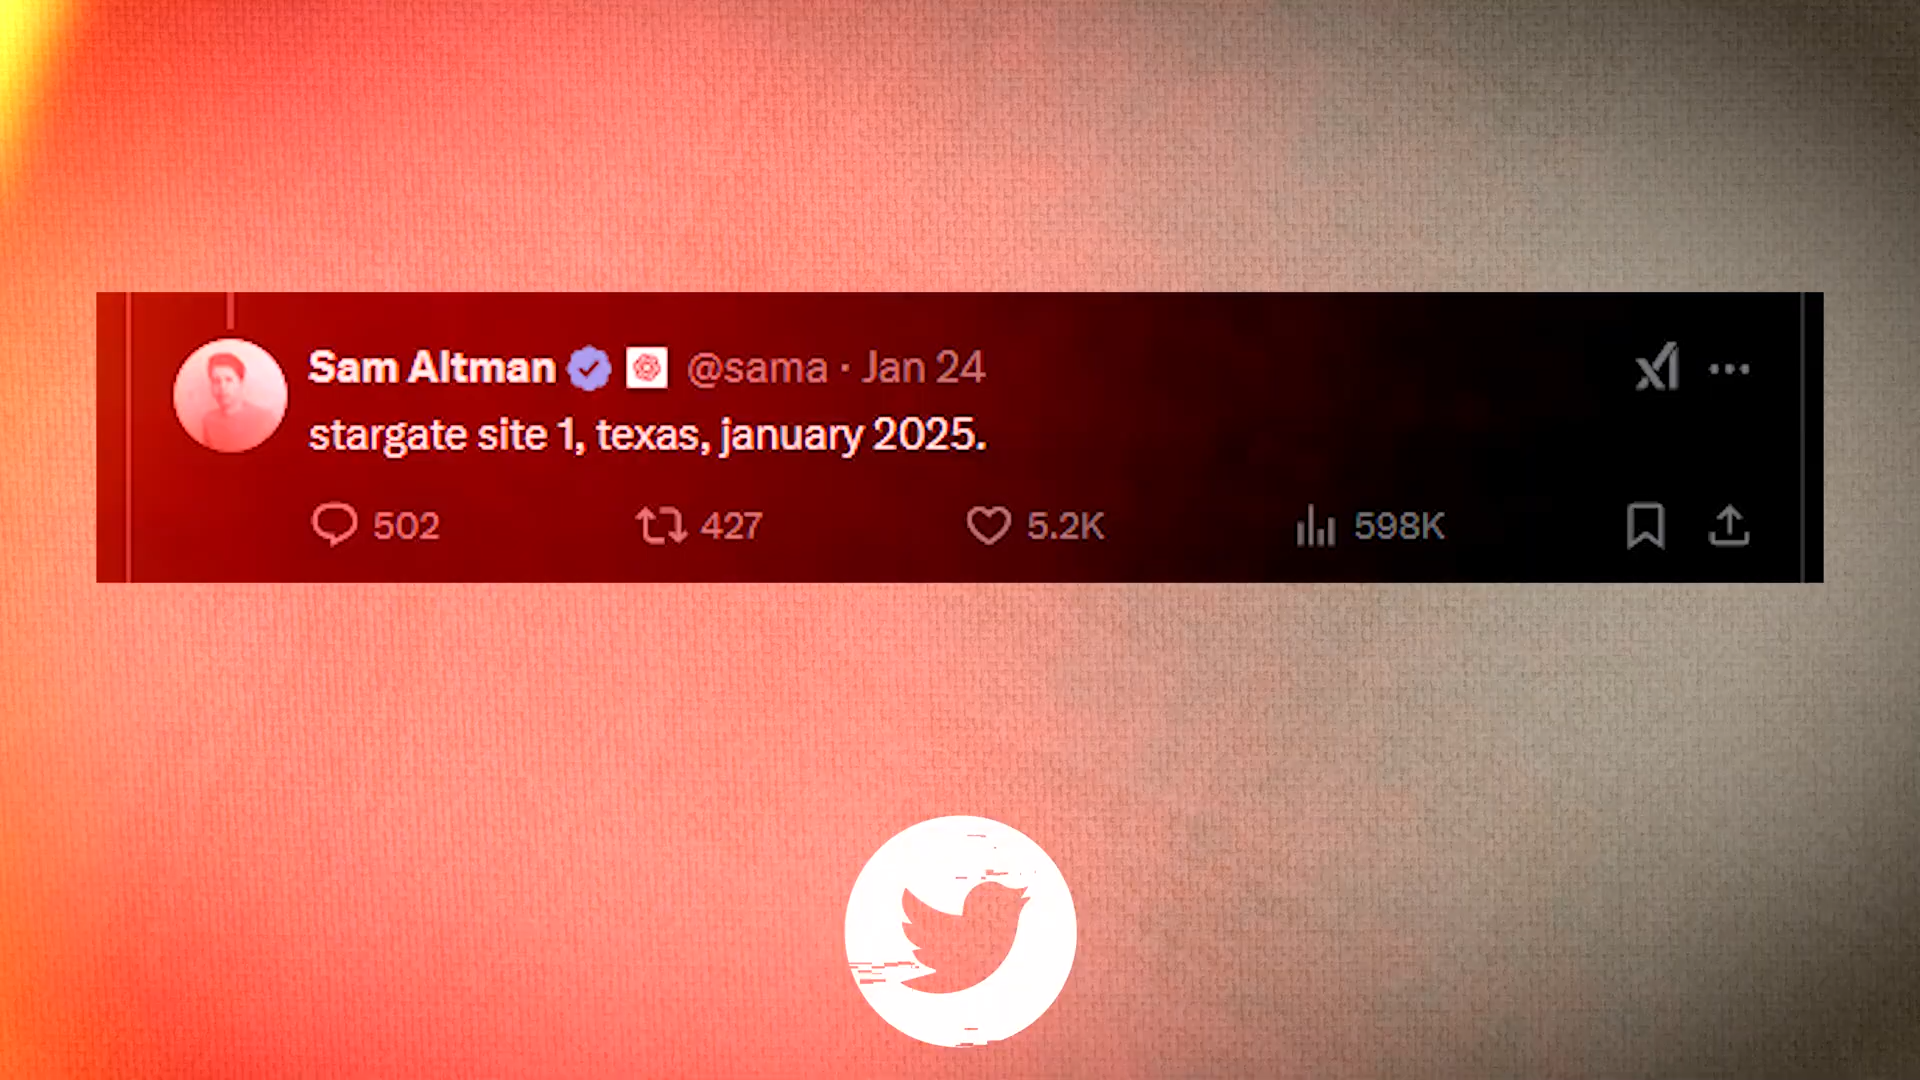 Sam Altman @sama · Jan 24
stargate site 1, texas, january 2025.
502 427 5.2K 598K